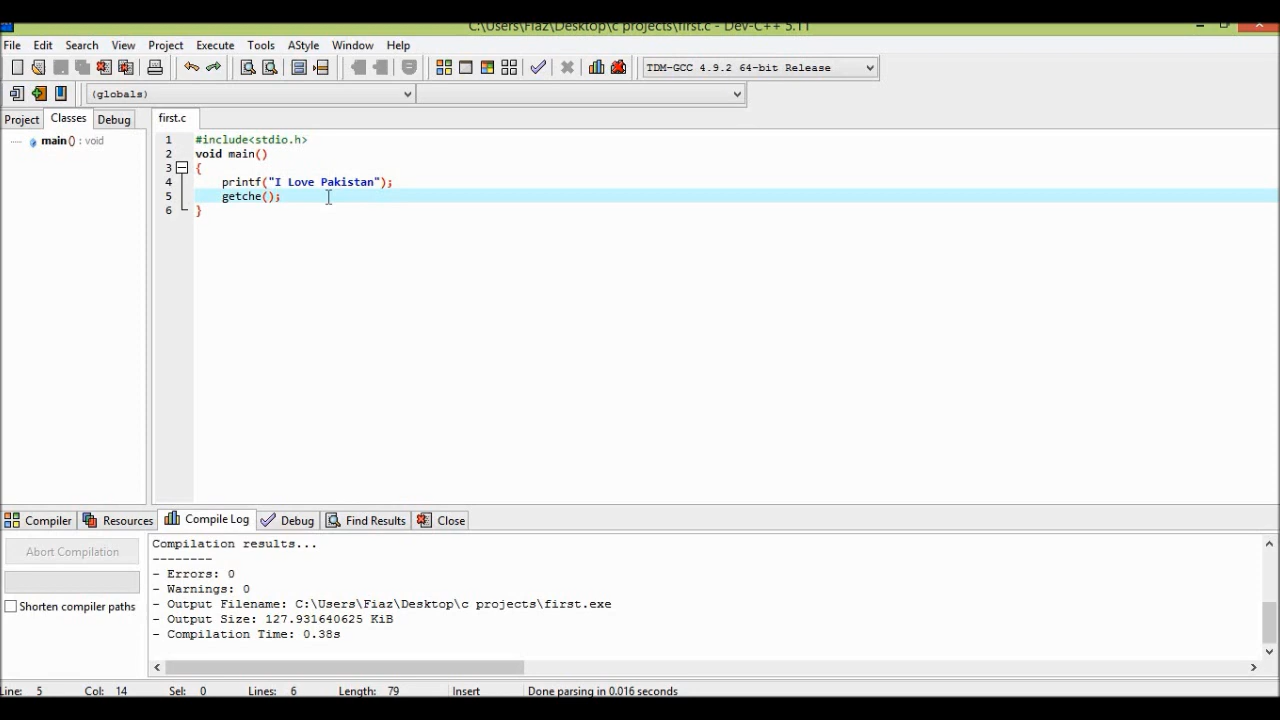 C:\Users\Fiaz\Desktop\c projects\first.c - Dev-C++ 5.11
File Edit Search View Project Execute Tools AStyle Window Help
TDM-GCC 4.9.2 64-bit Release
(globals)
Project Classes Debug
first.c
main() : void
1 #include<stdio.h>
2 void main()
3 {
4 printf("I Love Pakistan");
5 getche();
6 }
Compiler Resources Compile Log Debug Find Results Close
Abort Compilation
Shorten compiler paths
Compilation results...
--------
- Errors: 0
- Warnings: 0
- Output Filename: C:\Users\Fiaz\Desktop\c projects\first.exe
- Output Size: 127.931640625 KiB
- Compilation Time: 0.38s
Line: 5 Col: 14 Sel: 0 Lines: 6 Length: 79 Insert Done parsing in 0.016 seconds